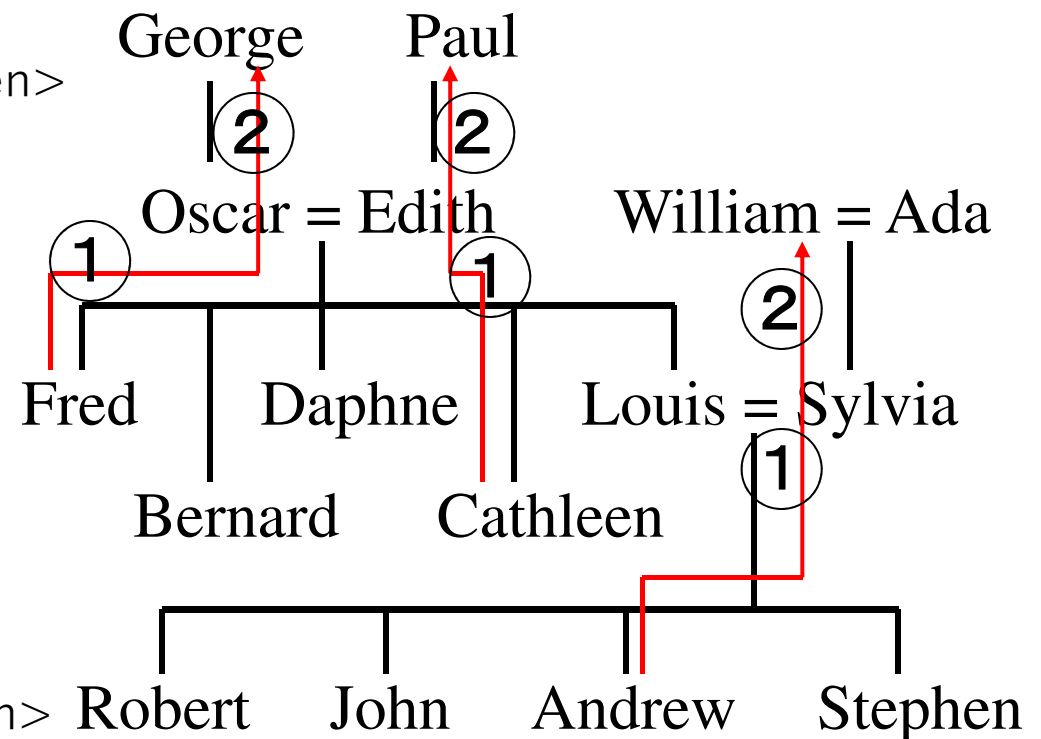 George Paul
en>
② ②
Oscar = Edith William = Ada
① ①
②
Fred Daphne Louis = Sylvia
①
Bernard Cathleen
n> Robert John Andrew Stephen